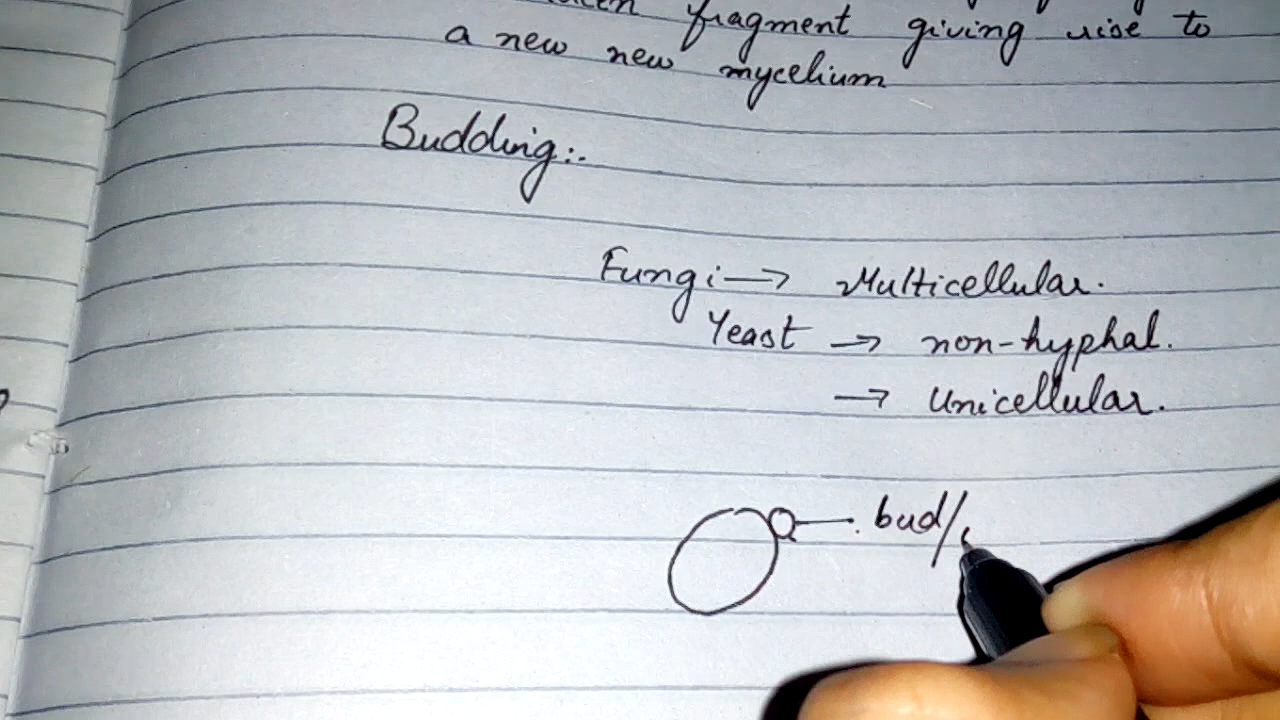 fragment giving rise to
a new new mycelium
Budding:-
Fungi → Multicellular.
Yeast → non-hyphal.
→ Unicellular.
bud/